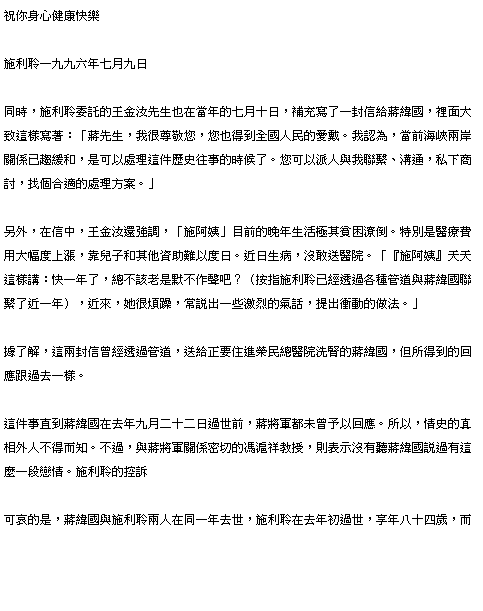 祝你身心健康快樂
施利聆一九九六年七月九日
同時，施利聆委託的王金汝先生也在當年的七月十日，補充寫了一封信給蔣緯國，裡面大
致這樣寫著：「蔣先生，我很尊敬您，您也得到全國人民的愛戴。我認為，當前海峽兩岸
關係已趨緩和，是可以處理這件歷史往事的時候了。您可以派人與我聯繫、溝通，私下商
討，找個合適的處理方案。」
另外，在信中，王金汝還強調，「施阿姨」目前的晚年生活極其貧困潦倒。特別是醫療費
用大幅度上漲，靠兒子和其他資助難以度日。近日生病，沒敢送醫院。「『施阿姨』天天
這樣講：快一年了，總不該老是默不作聲吧？（按指施利聆已經透過各種管道與蔣緯國聯
繫了近一年），近來，她很煩躁，常説出一些激烈的氣話，提出衝動的做法。」
據了解，這兩封信曾經透過管道，送給正要住進榮民總醫院洗腎的蔣緯國，但所得到的回
應跟過去一樣。
這件事直到蔣緯國在去年九月二十二日過世前，蔣將軍都未曾予以回應。所以，情史的真
相外人不得而知。不過，與蔣將軍關係密切的馮滬祥教授，則表示沒有聽蔣緯國説過有這
麼一段戀情。施利聆的控訴
可哀的是，蔣緯國與施利聆兩人在同一年去世，施利聆在去年初過世，享年八十四歲，而